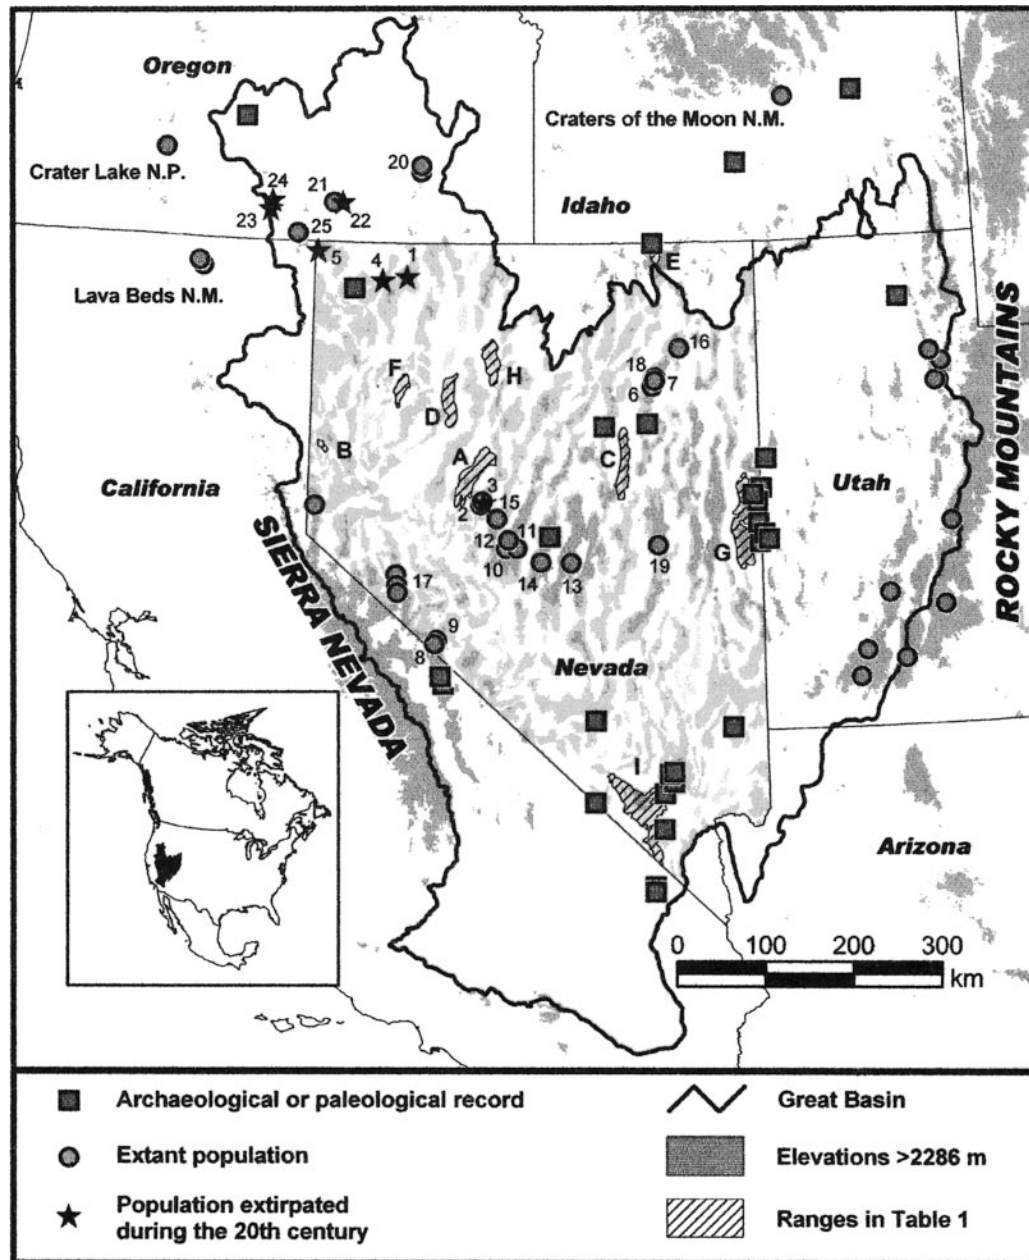 Oregon
Craters of the Moon N.M.
Crater Lake N.P.
20
24
21
Idaho
23
25
22
5
4
1
E
Lava Beds N.M.
16
18
7
6
F
H
D
B
A
C
California
3
2
15
Utah
11
12
10
14
13
19
G
17
SIERRA NEVADA
ROCKY MOUNTAINS
9
8
Nevada
I
Arizona
0 100 200 300
km
Archaeological or paleological record
Great Basin
Extant population
Elevations >2286 m
Population extirpated
during the 20th century
Ranges in Table 1